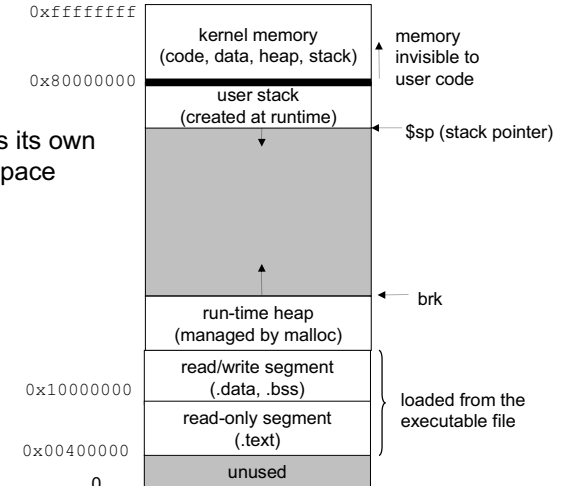 0xffffffff
kernel memory
(code, data, heap, stack)
memory
invisible to
user code
0x80000000
user stack
(created at runtime)
$sp (stack pointer)
s its own
pace
brk
run-time heap
(managed by malloc)
read/write segment
(.data, .bss)
0x10000000
read-only segment
(.text)
loaded from the
executable file
0x00400000
unused
0